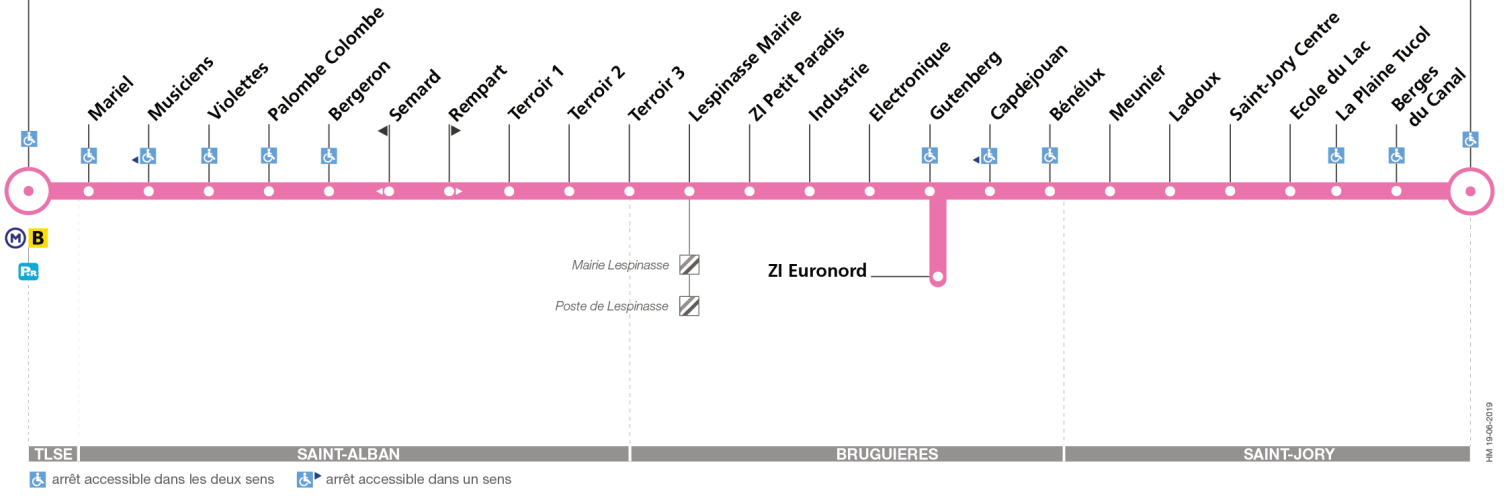 Mariel
Musiciens
Violettes
Palombe Colombe
Bergeron
Semard
Rempart
Terroir 1
Terroir 2
Terroir 3
Lespinasse Mairie
ZI Petit Paradis
Industrie
Electronique
Gutenberg
Capdejouan
Bénélux
Meunier
Ladoux
Saint-Jory Centre
Ecole du Lac
La Plaine Tucol
Berges
du Canal
M B
P+R
Mairie Lespinasse
ZI Euronord
Poste de Lespinasse
HM 19-06-2019
TLSE
SAINT-ALBAN
BRUGUIERES
SAINT-JORY
arrêt accessible dans les deux sens
arrêt accessible dans un sens